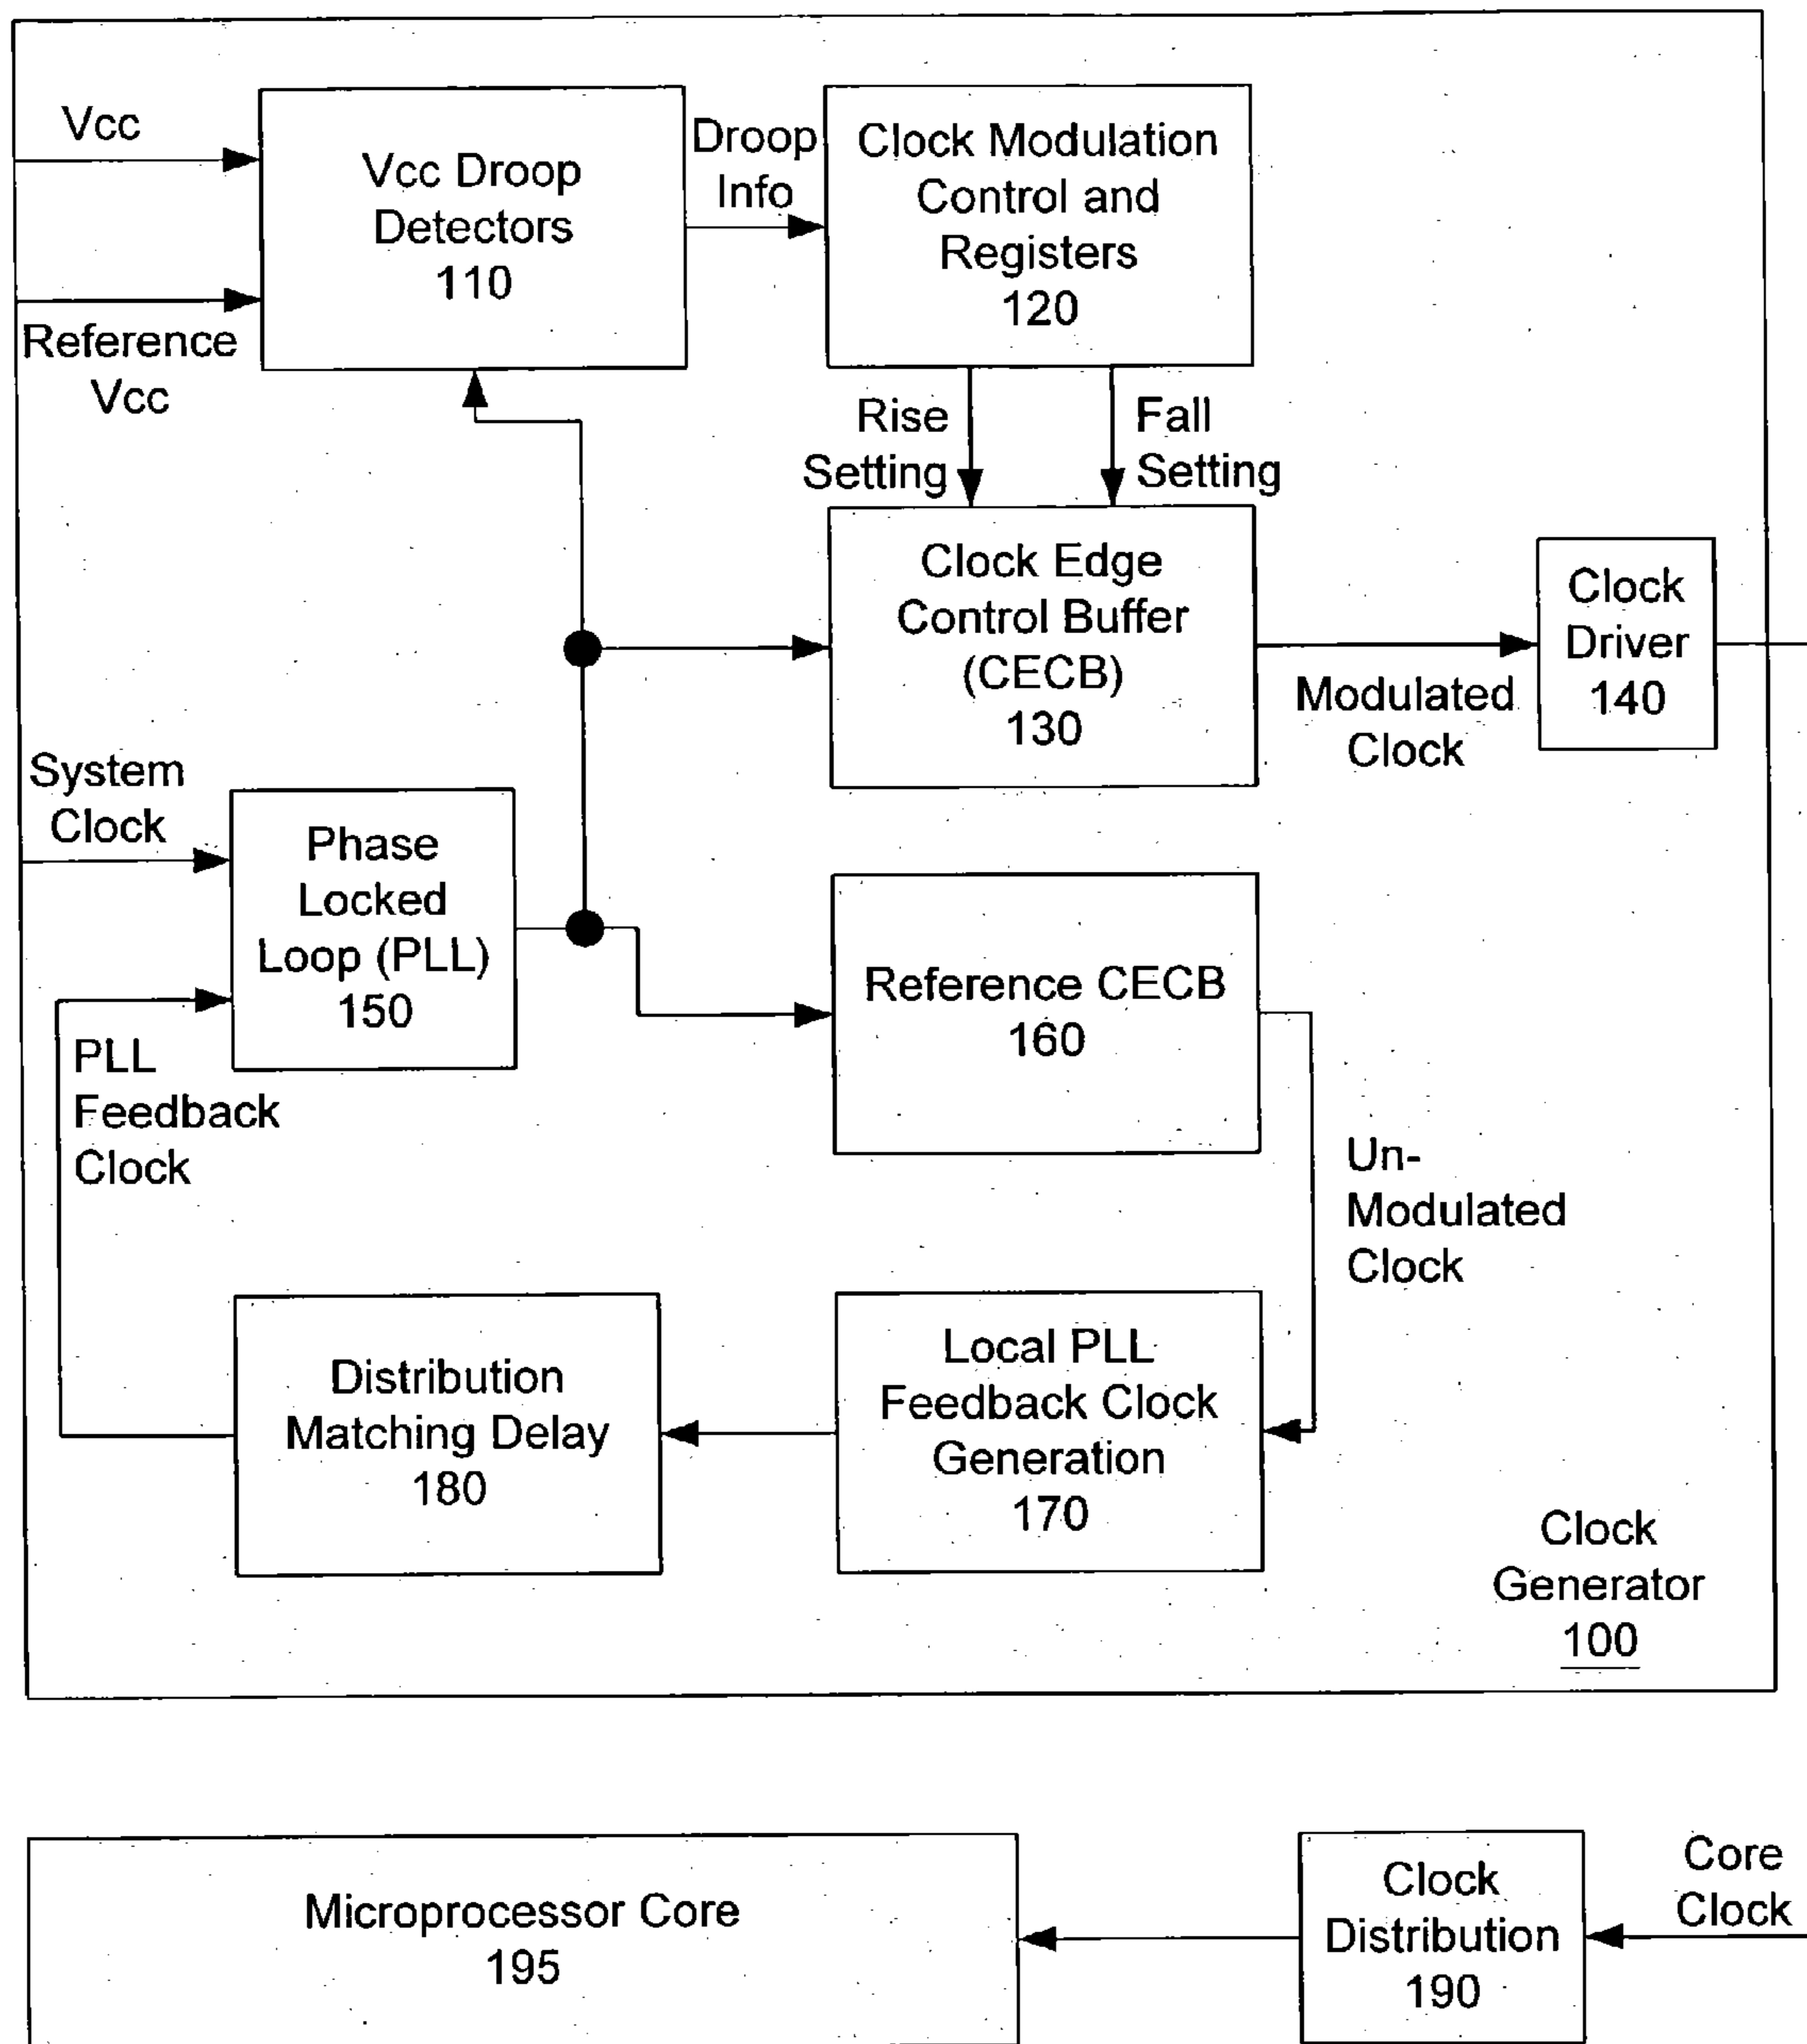 Vcc
Reference
Vcc
Vcc Droop
Detectors
110
Droop
Info
Clock Modulation
Control and
Registers
120
Rise
Setting
Fall
Setting
Clock Edge
Control Buffer
(CECB)
130
Modulated
Clock
Clock
Driver
140
System
Clock
Phase
Locked
Loop (PLL)
150
PLL
Feedback
Clock
Reference CECB
160
Un-
Modulated
Clock
Distribution
Matching Delay
180
Local PLL
Feedback Clock
Generation
170
Clock
Generator
100
Microprocessor Core
195
Clock
Distribution
190
Core
Clock